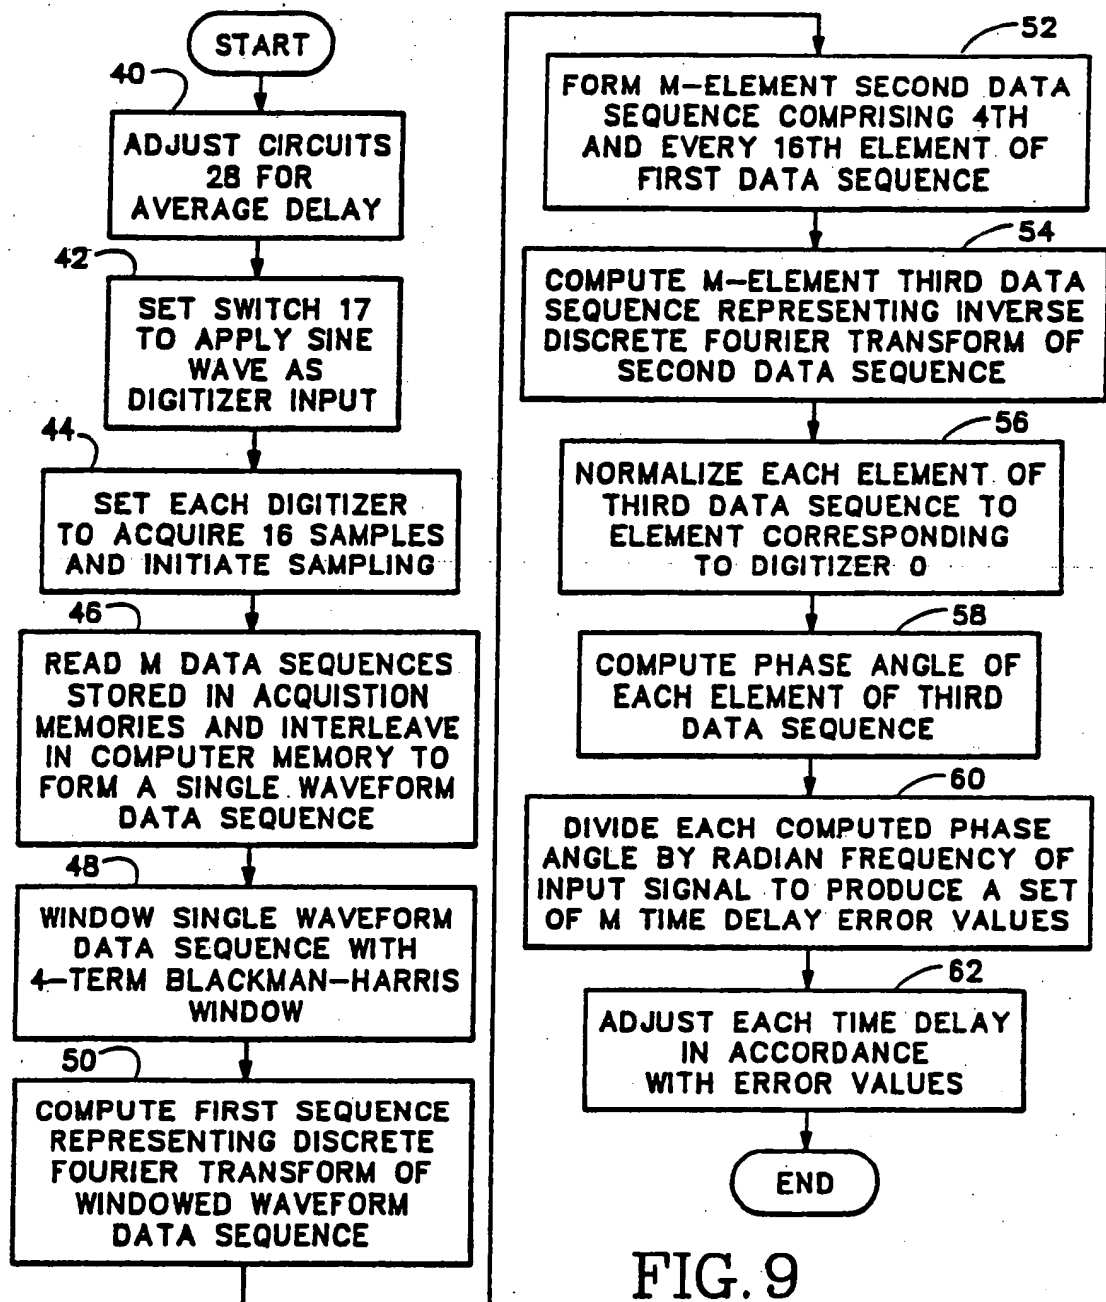 START
40
ADJUST CIRCUITS
28 FOR
AVERAGE DELAY
42
SET SWITCH 17
TO APPLY SINE
WAVE AS
DIGITIZER INPUT
44
SET EACH DIGITIZER
TO ACQUIRE 16 SAMPLES
AND INITIATE SAMPLING
46
READ M DATA SEQUENCES
STORED IN ACQUISTION
MEMORIES AND INTERLEAVE
IN COMPUTER MEMORY TO
FORM A SINGLE WAVEFORM
DATA SEQUENCE
48
WINDOW SINGLE WAVEFORM
DATA SEQUENCE WITH
4-TERM BLACKMAN-HARRIS
WINDOW
50
COMPUTE FIRST SEQUENCE
REPRESENTING DISCRETE
FOURIER TRANSFORM OF
WINDOWED WAVEFORM
DATA SEQUENCE
52
FORM M-ELEMENT SECOND DATA
SEQUENCE COMPRISING 4TH
AND EVERY 16TH ELEMENT OF
FIRST DATA SEQUENCE
54
COMPUTE M-ELEMENT THIRD DATA
SEQUENCE REPRESENTING INVERSE
DISCRETE FOURIER TRANSFORM OF
SECOND DATA SEQUENCE
56
NORMALIZE EACH ELEMENT OF
THIRD DATA SEQUENCE TO
ELEMENT CORRESPONDING
TO DIGITIZER 0
58
COMPUTE PHASE ANGLE OF
EACH ELEMENT OF THIRD
DATA SEQUENCE
60
DIVIDE EACH COMPUTED PHASE
ANGLE BY RADIAN FREQUENCY OF
INPUT SIGNAL TO PRODUCE A SET
OF M TIME DELAY ERROR VALUES
62
ADJUST EACH TIME DELAY
IN ACCORDANCE
WITH ERROR VALUES
END
FIG. 9